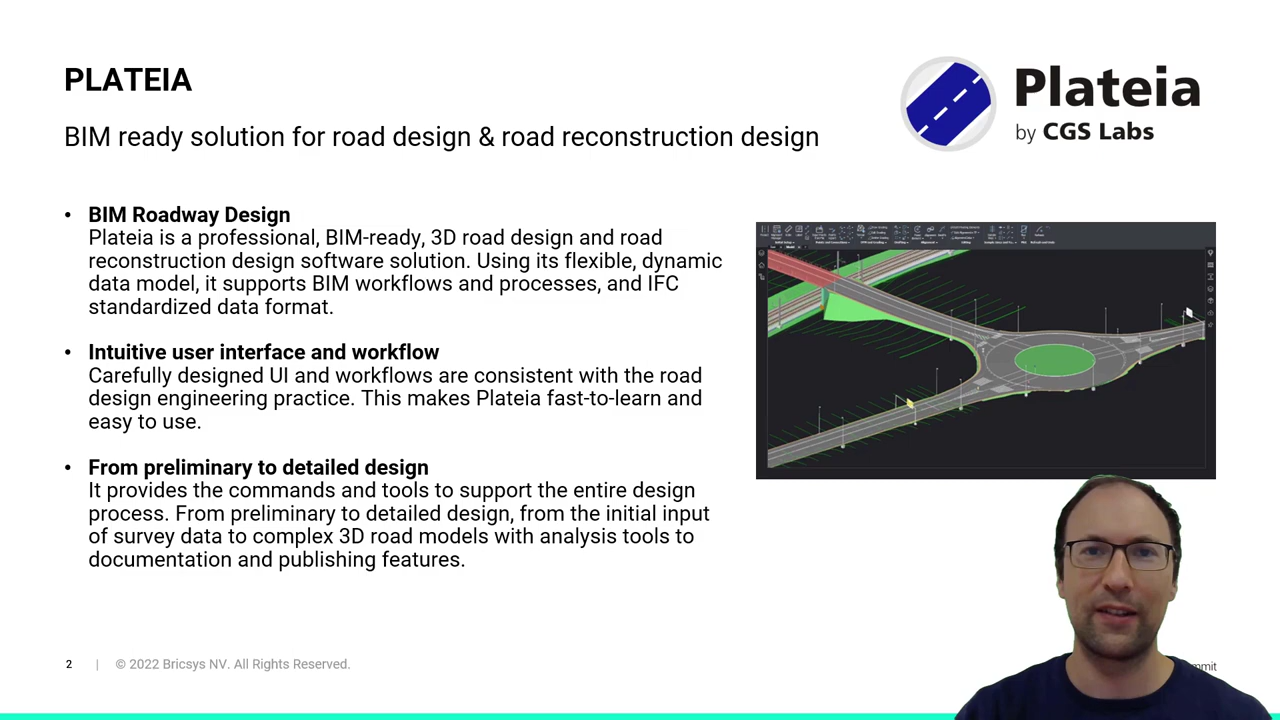 PLATEIA
BIM ready solution for road design & road reconstruction design
Plateia
by CGS Labs
• BIM Roadway Design
Plateia is a professional, BIM-ready, 3D road design and road
reconstruction design software solution. Using its flexible, dynamic
data model, it supports BIM workflows and processes, and IFC
standardized data format.
• Intuitive user interface and workflow
Carefully designed UI and workflows are consistent with the road
design engineering practice. This makes Plateia fast-to-learn and
easy to use.
• From preliminary to detailed design
It provides the commands and tools to support the entire design
process. From preliminary to detailed design, from the initial input
of survey data to complex 3D road models with analysis tools to
documentation and publishing features.
2 | © 2022 Bricsys NV. All Rights Reserved.